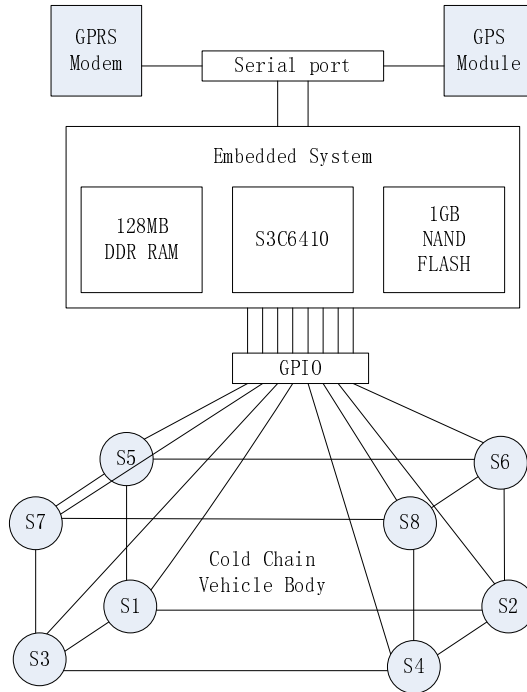 GPRS
Modem
Serial port
GPS
Module
Embedded System
128MB
DDR RAM
S3C6410
1GB
NAND
FLASH
GPIO
S5
S6
S7
S8
Cold Chain
Vehicle Body
S1
S2
S3
S4